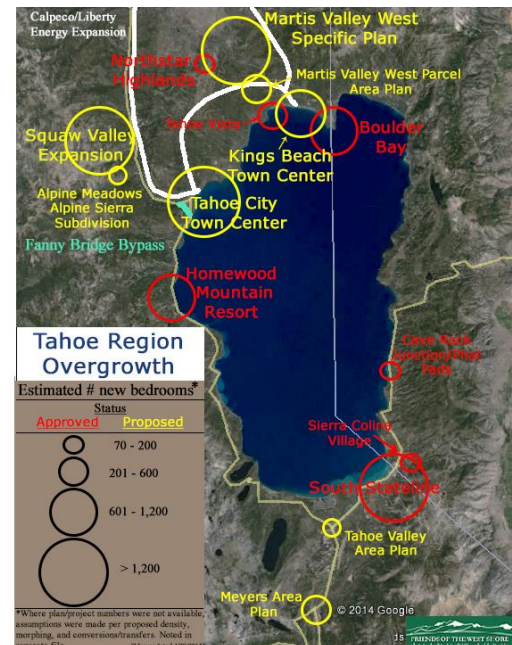 Calpeco/Liberty
Energy Expansion
Martis Valley West
Specific Plan
Northstar
Highlands
Martis Valley West Parcel
Area Plan
Tahoe Vista
Boulder
Bay
Squaw Valley
Expansion
Kings Beach
Town Center
Alpine Meadows
Alpine Sierra
Subdivision
Tahoe City
Town Center
Fanny Bridge Bypass
Homewood
Mountain
Resort
Tahoe Region
Overgrowth
Estimated # new bedrooms*
Status
Approved Proposed
70 - 200
201 - 600
601 - 1,200
> 1,200
*Where plan/project numbers were not available,
assumptions were made per proposed density,
morphing, and conversions/transfers. Noted in
Cave Rock
Junction/Phat
Pads
Sierra Colina
Village
South Stateline
Tahoe Valley
Area Plan
Meyers Area
Plan
© 2014 Google
1s
FRIENDS OF THE WEST SHORE